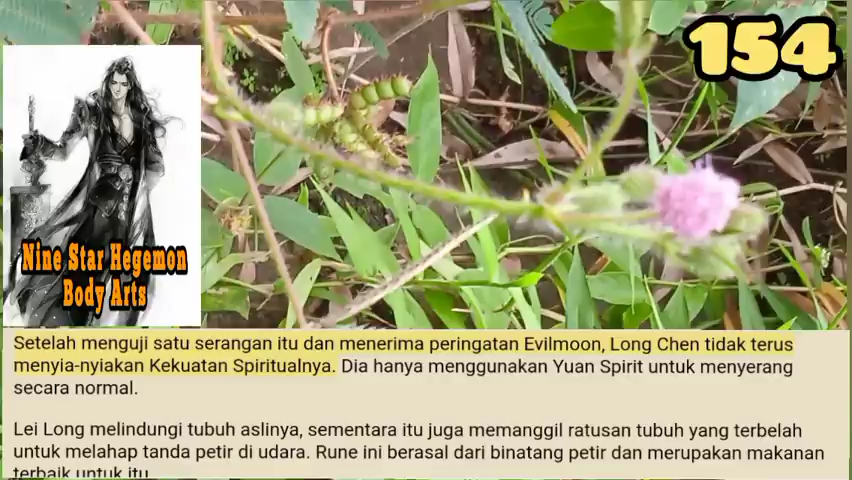 154
Nine Star Hegemon
Body Arts
Setelah menguji satu serangan itu dan menerima peringatan Evilmoon, Long Chen tidak terus
menyia-nyiakan Kekuatan Spiritualnya. Dia hanya menggunakan Yuan Spirit untuk menyerang
secara normal.
Lei Long melindungi tubuh aslinya, sementara itu juga memanggil ratusan tubuh yang terbelah
untuk melahap tanda petir di udara. Rune ini berasal dari binatang petir dan merupakan makanan
terbaik untuk itu